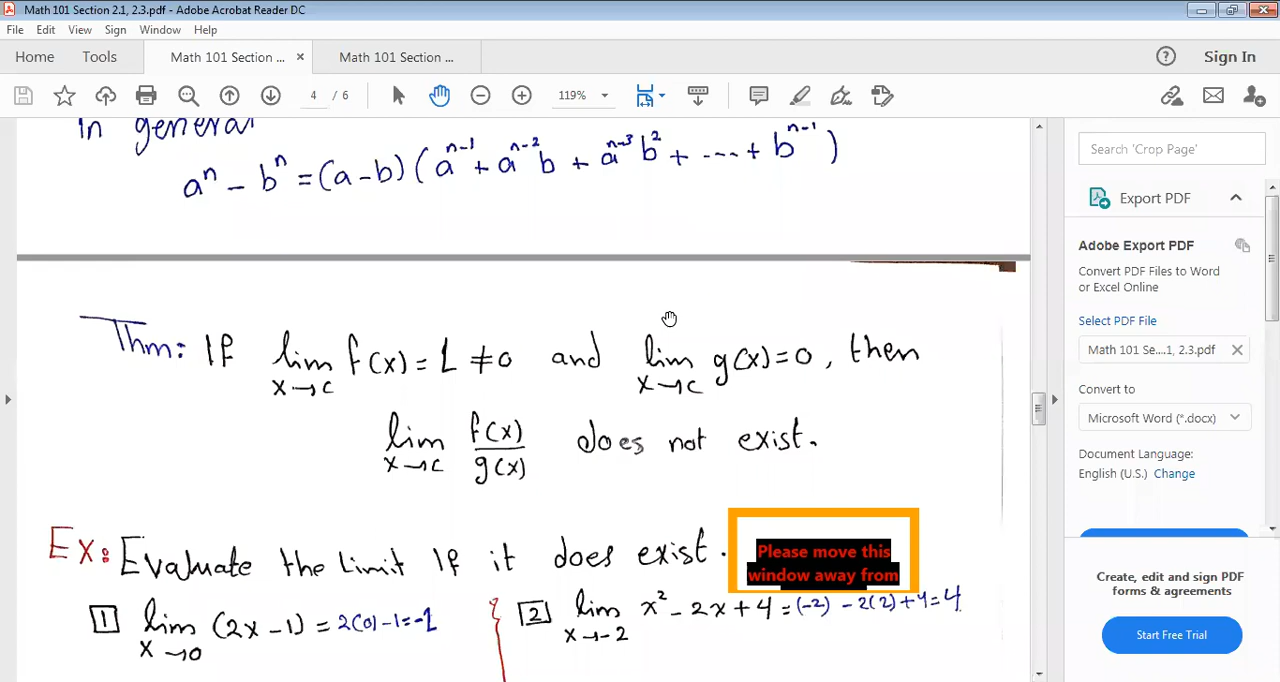 Math 101 Section 2.1, 2.3.pdf - Adobe Acrobat Reader DC
File Edit View Sign Window Help
Home Tools Math 101 Section ... × Math 101 Section ... Sign In
4 / 6 119%
In general
aⁿ - bⁿ = (a-b)(aⁿ⁻¹ + aⁿ⁻²b + aⁿ⁻³b² + .... + bⁿ⁻¹)
Thm: If lim x→c f(x) = L ≠ 0 and lim x→c g(x) = 0, then
lim x→c f(x)/g(x) does not exist.
Ex: Evaluate the limit If it does exist.
Please move this
window away from
1 lim x→0 (2x-1) = 2(0)-1=-1
2 lim x→-2 x² - 2x + 4 = (-2) - 2(2)+4=4
Search 'Crop Page'
Export PDF
Adobe Export PDF
Convert PDF Files to Word
or Excel Online
Select PDF File
Math 101 Se....1, 2.3.pdf ×
Convert to
Microsoft Word (*.docx)
Document Language:
English (U.S.) Change
Create, edit and sign PDF
forms & agreements
Start Free Trial